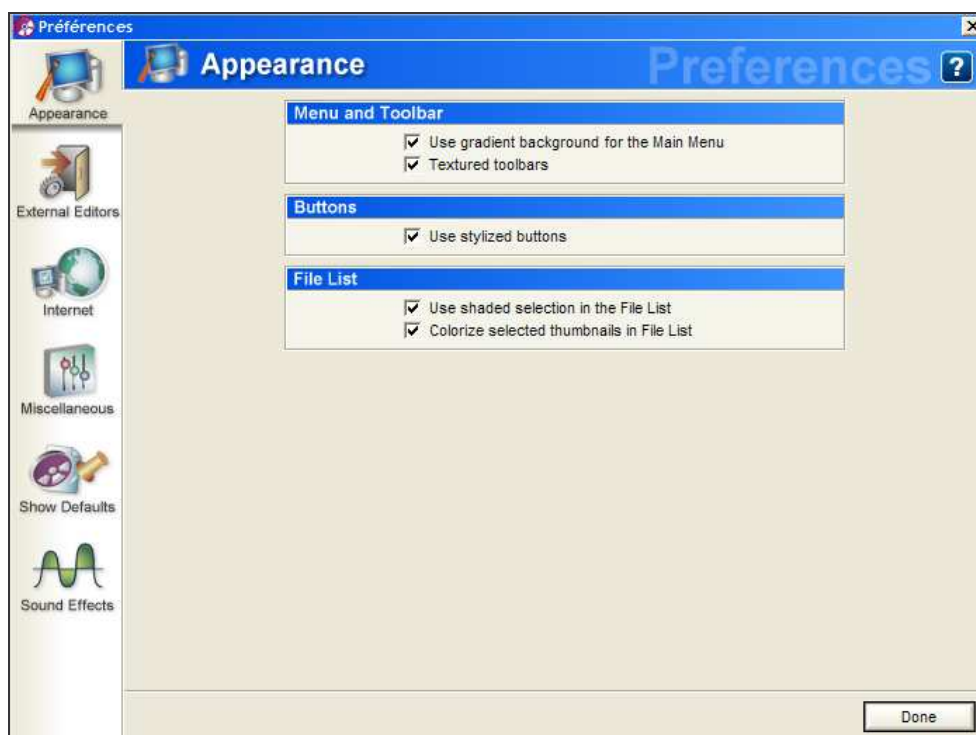 Préférences
Appearance
Preferences
?
Appearance
External Editors
Internet
Miscellaneous
Show Defaults
Sound Effects
Menu and Toolbar
Use gradient background for the Main Menu
Textured toolbars
Buttons
Use stylized buttons
File List
Use shaded selection in the File List
Colorize selected thumbnails in File List
Done